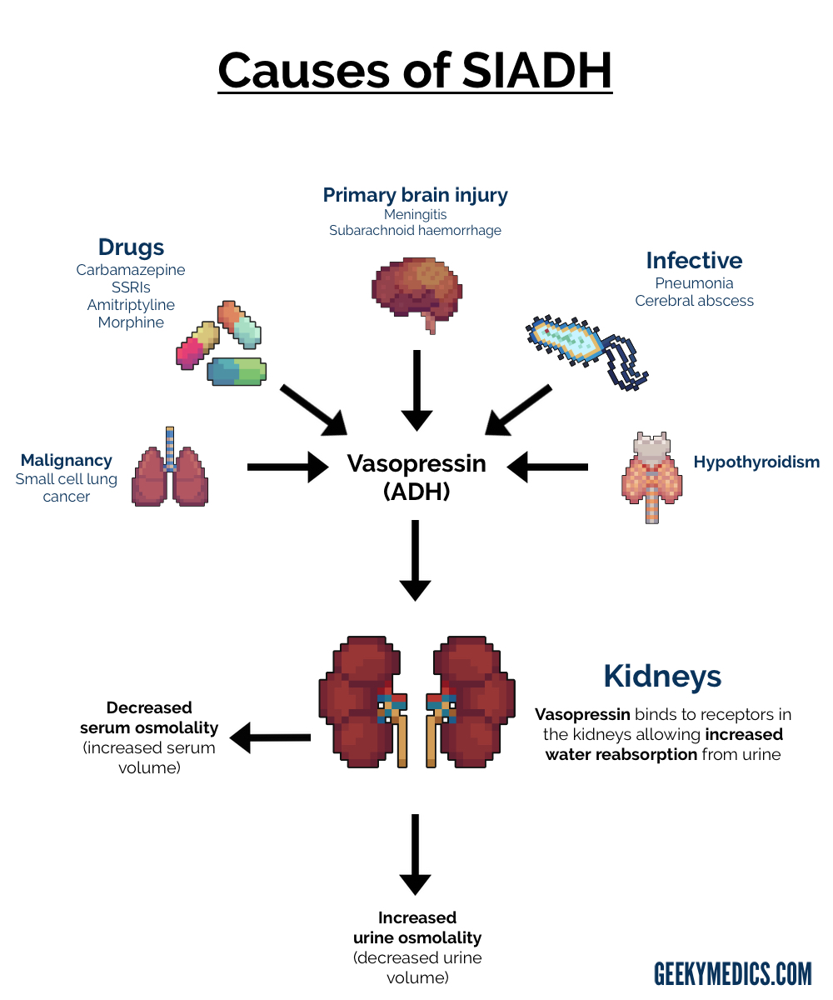 Causes of SIADH
Primary brain injury
Meningitis
Subarachnoid haemorrhage
Drugs
Carbamazepine
SSRIs
Amitriptyline
Morphine
Infective
Pneumonia
Cerebral abscess
Malignancy
Small cell lung
cancer
Vasopressin
(ADH)
Hypothyroidism
Kidneys
Vasopressin binds to receptors in
the kidneys allowing increased
water reabsorption from urine
Decreased
serum osmolality
(increased serum
volume)
Increased
urine osmolality
(decreased urine
volume)
GEEKYMEDICS.COM